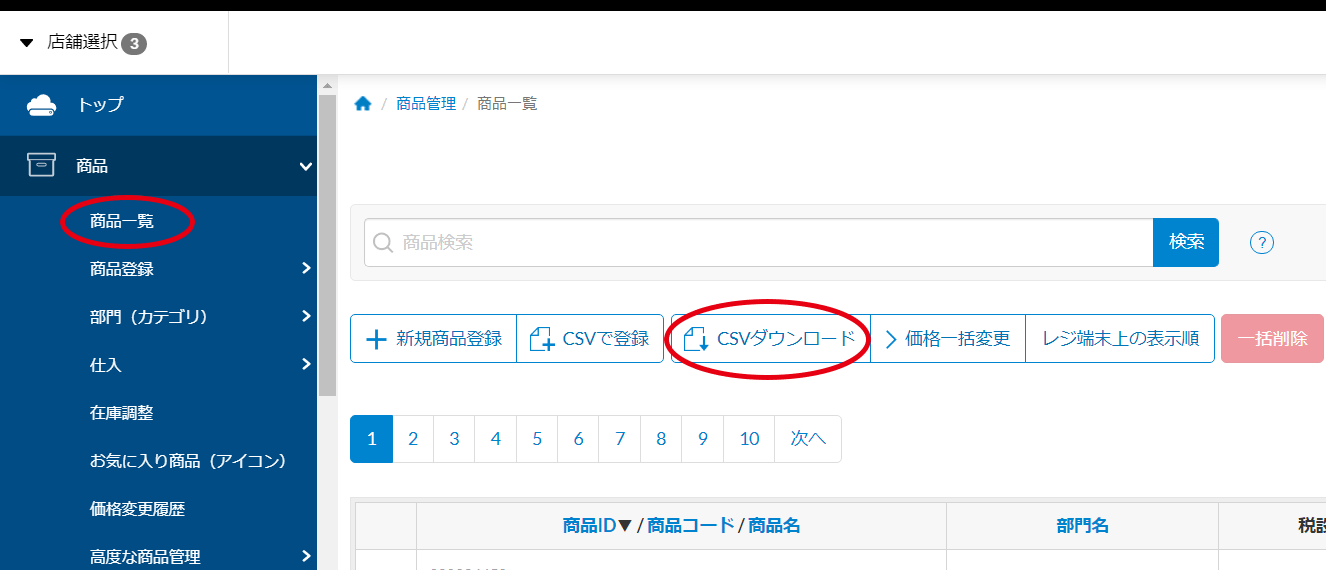 店舗選択 3
トップ
商品
商品一覧
商品登録
部門（カテゴリ）
仕入
在庫調整
お気に入り商品（アイコン）
価格変更履歴
高度な商品管理
/ 商品管理 / 商品一覧
商品検索
検索
?
新規商品登録 CSVで登録 CSVダウンロード 価格一括変更 レジ端末上の表示順 一括削除
1 2 3 4 5 6 7 8 9 10 次へ
商品ID▼ / 商品コード / 商品名 部門名 税設